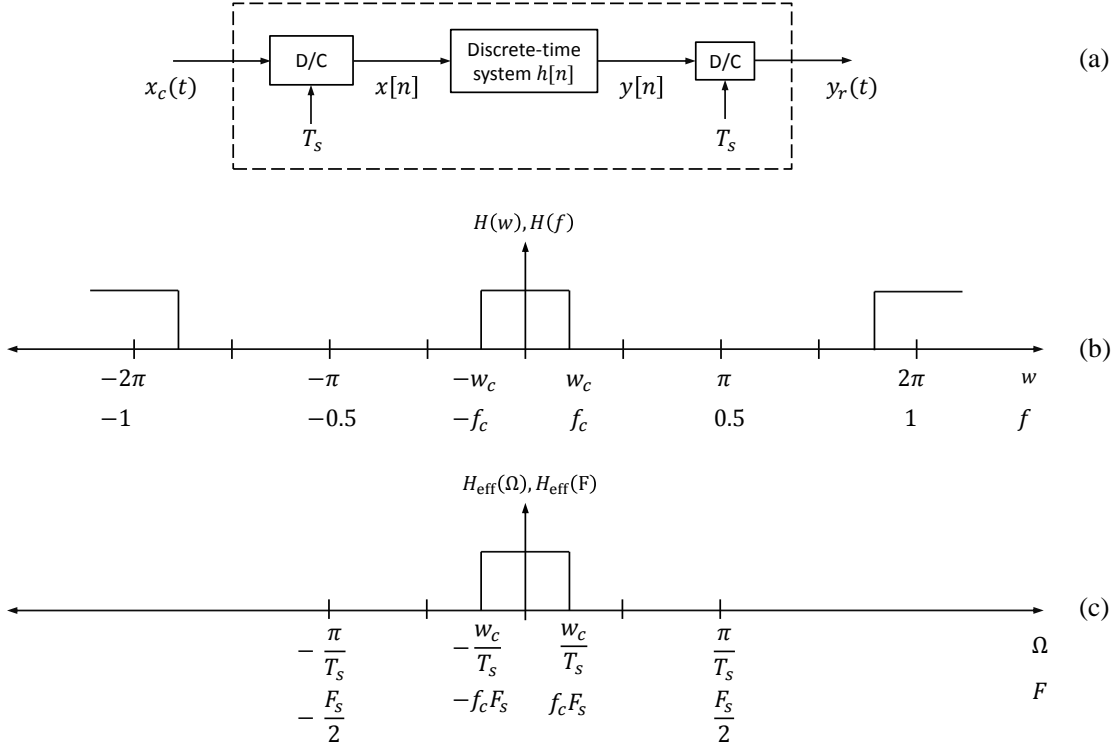 D/C
Discrete-time
system h[n]
D/C
(a)
x_c(t)
x[n]
y[n]
y_r(t)
T_s
T_s
H(w), H(f)
(b)
−2π
−π
−w_c
w_c
π
2π
w
−1
−0.5
−f_c
f_c
0.5
1
f
H_eff(Ω), H_eff(F)
(c)
− π/T_s
− w_c/T_s
w_c/T_s
π/T_s
Ω
− F_s/2
−f_cF_s
f_cF_s
F_s/2
F